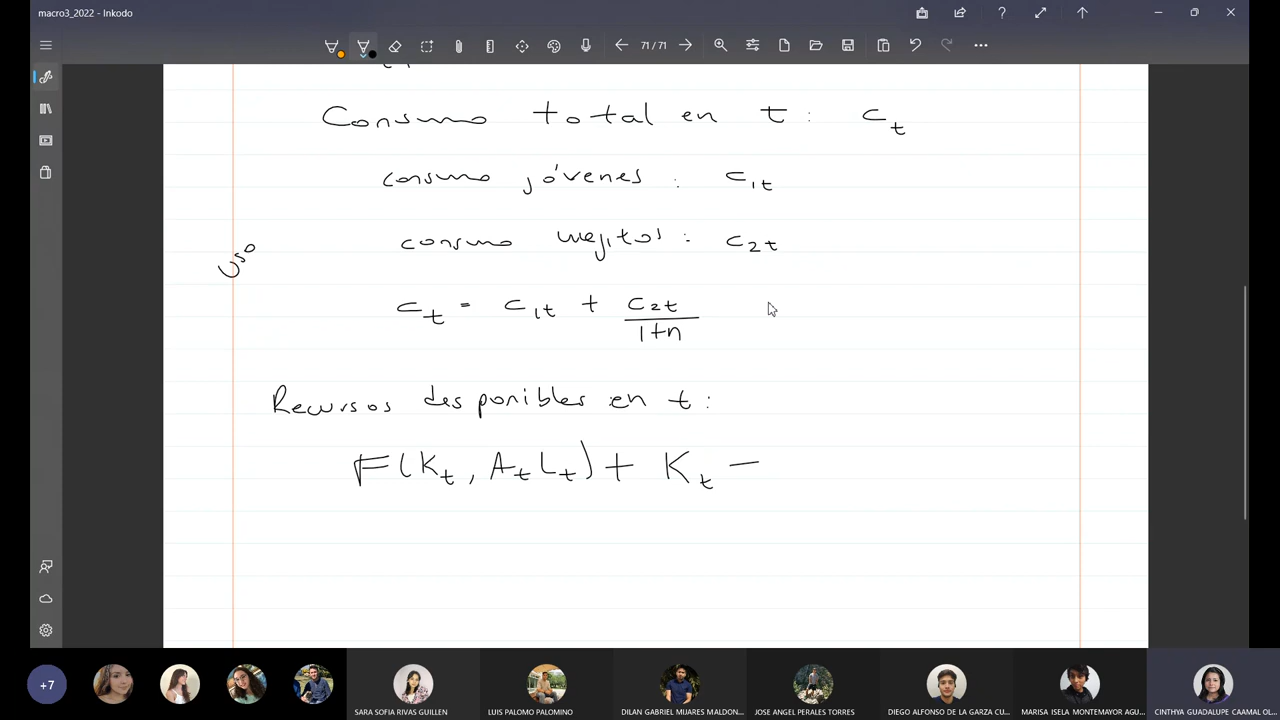 macro3_2022 - Inkodo
71/71
Consumo total en t : c_t
consumo jóvenes : c_1t
consumo viejitos : c_2t
Uso
c_t = c_1t + c_2t / 1+n
Recursos disponibles en t :
F(K_t, A_t L_t) + K_t −
+7
SARA SOFIA RIVAS GUILLEN
LUIS PALOMO PALOMINO
DILAN GABRIEL MIJARES MALDON...
JOSE ANGEL PERALES TORRES
DIEGO ALFONSO DE LA GARZA CU...
MARISA ISELA MONTEMAYOR AGU...
CINTHYA GUADALUPE CAAMAL OL...